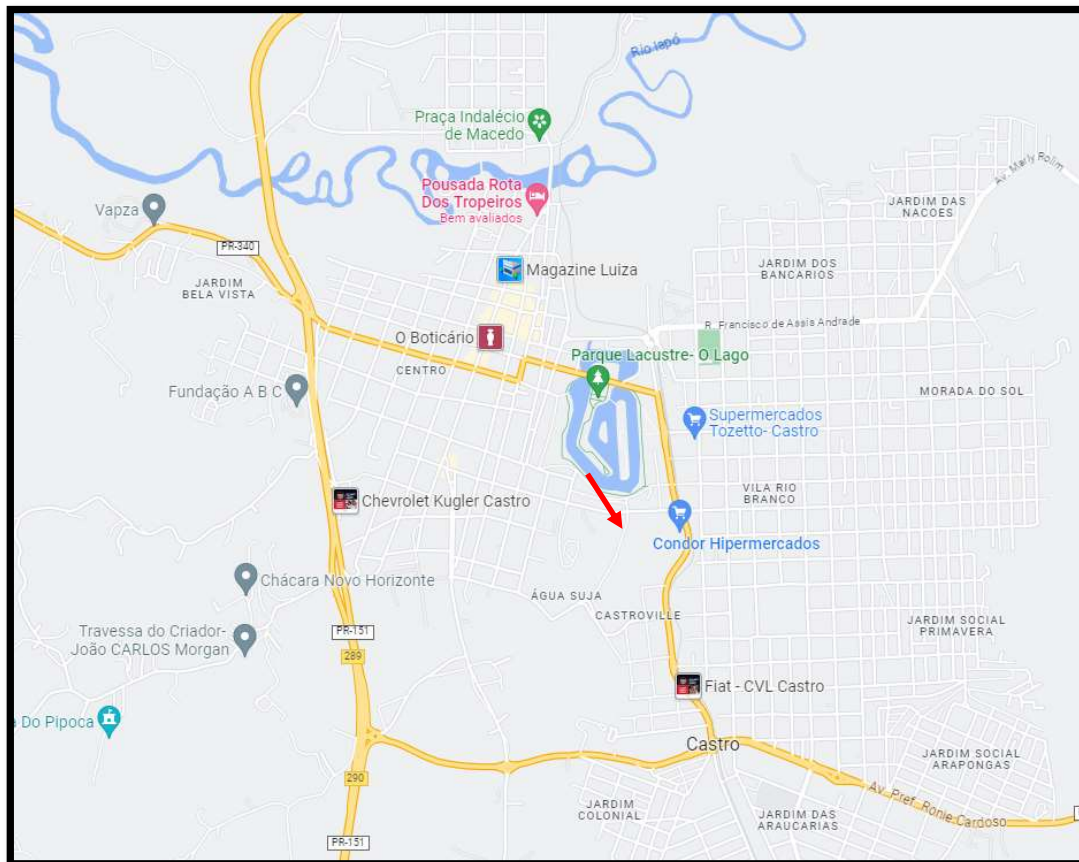 Rio Iapó
Praça Indalécio
de Macedo
Av. Marly Rolim
Pousada Rota
Dos Tropeiros
Bem avaliados
Vapza
JARDIM DAS
NACOES
PR-340
JARDIM
BELA VISTA
Magazine Luiza
JARDIM DOS
BANCARIOS
R. Francisco de Assis Andrade
O Boticário
Parque Lacustre- O Lago
CENTRO
Fundação A B C
MORADA DO SOL
Supermercados
Tozetto- Castro
Chevrolet Kugler Castro
VILA RIO
BRANCO
Condor Hipermercados
Chácara Novo Horizonte
ÁGUA SUJA
CASTROVILLE
Travessa do Criador-
João CARLOS Morgan
PR-151
289
JARDIM SOCIAL
PRIMAVERA
Fiat - CVL Castro
a Do Pipoca
Castro
JARDIM SOCIAL
ARAPONGAS
290
Av. Pref. Ronie Cardoso
JARDIM
COLONIAL
JARDIM DAS
ARAUCARIAS
PR-151